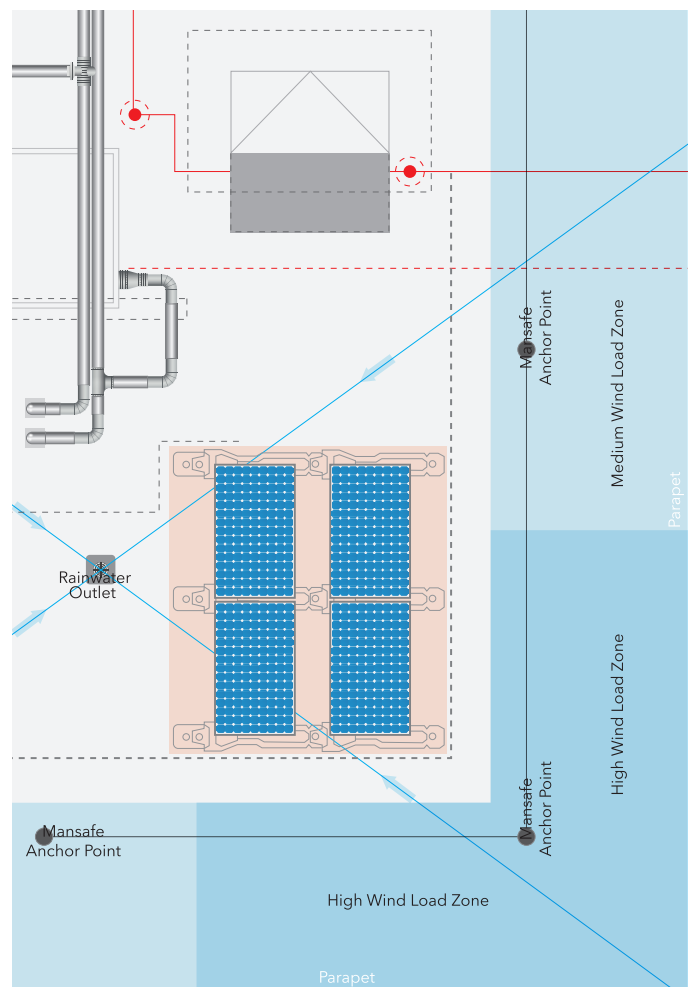 Mansafe
Anchor Point
Medium Wind Load Zone
Parapet
Rainwater
Outlet
High Wind Load Zone
Mansafe
Anchor Point
Mansafe
Anchor Point
High Wind Load Zone
Parapet